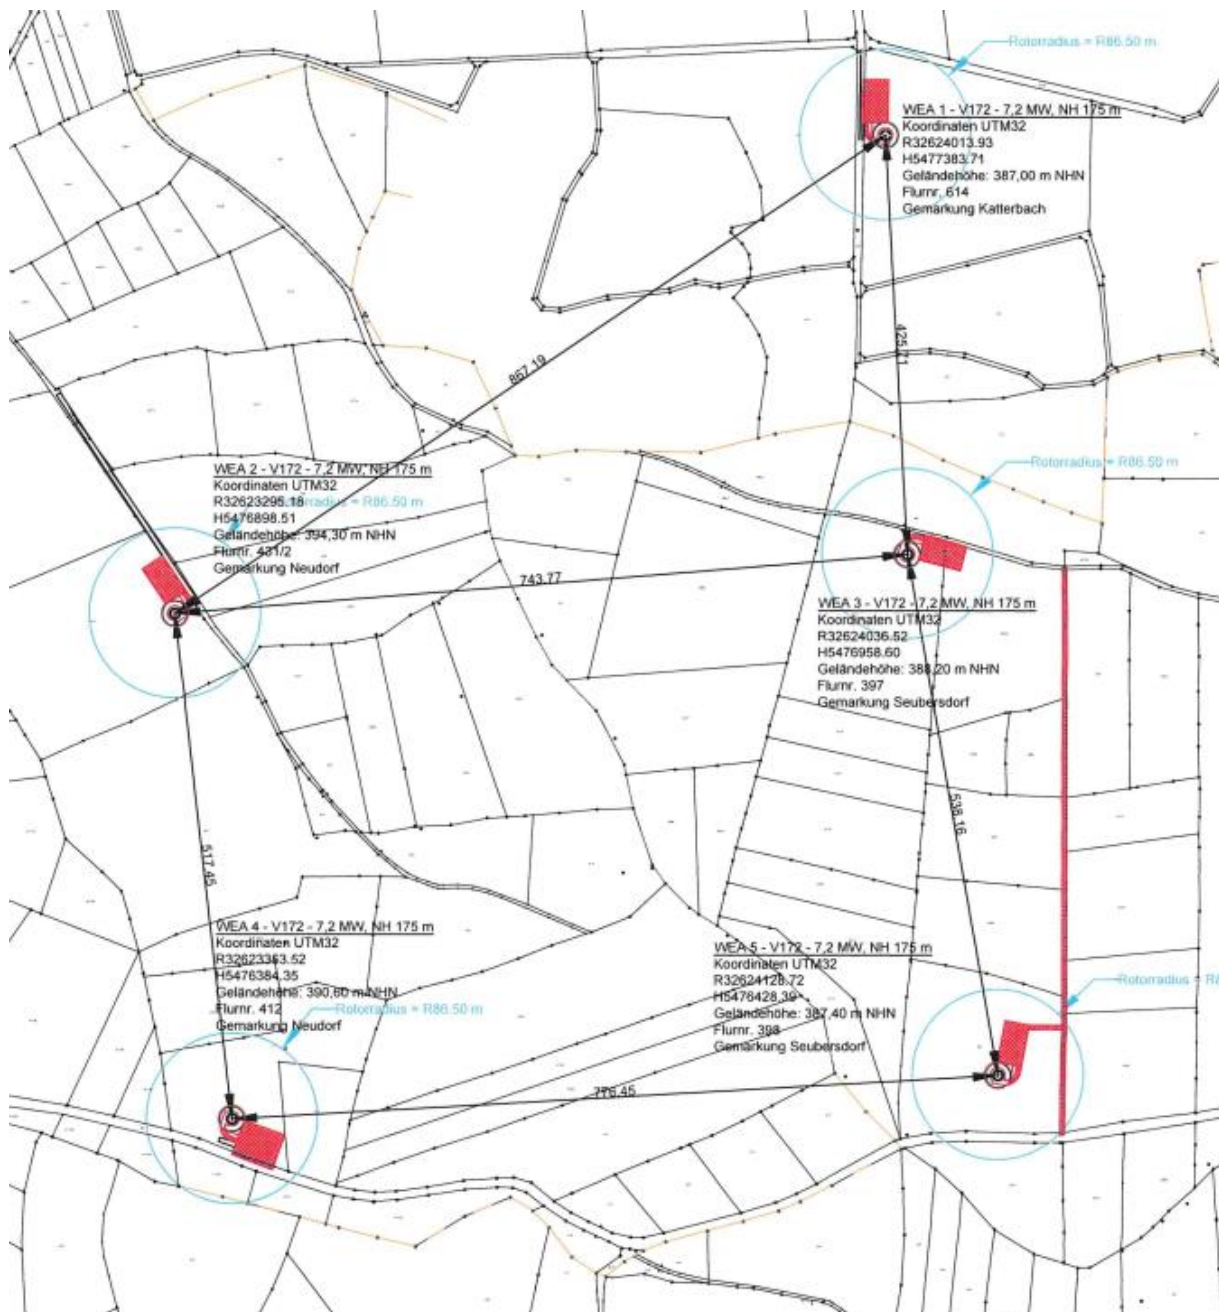 Rotorradius = R86.50 m
WEA 1 - V172 - 7,2 MW, NH 175 m
Koordinaten UTM32
R32624013.93
H5477383.71
Geländehöhe: 387,00 m NHN
Flurnr. 614
Gemarkung Katterbach
425.71
867.19
WEA 2 - V172 - 7,2 MW, NH 175 m
Koordinaten UTM32
R32623295.18
Rotorradius = R86.50 m
H5476898.51
Geländehöhe: 394,30 m NHN
Flurnr. 431/2
Gemarkung Neudorf
Rotorradius = R86.50 m
743.77
WEA 3 - V172 - 7,2 MW, NH 175 m
Koordinaten UTM32
R32624036.52
H5476958.60
Geländehöhe: 388,20 m NHN
Flurnr. 397
Gemarkung Seubersdorf
538.16
517.45
WEA 4 - V172 - 7,2 MW, NH 175 m
Koordinaten UTM32
R32623353.52
H5476384.35
Geländehöhe: 390,60 m NHN
Flurnr. 412
Gemarkung Neudorf
Rotorradius = R86.50 m
WEA 5 - V172 - 7,2 MW, NH 175 m
Koordinaten UTM32
R32624128.72
H5476428.39
Geländehöhe: 387,40 m NHN
Flurnr. 398
Gemarkung Seubersdorf
Rotorradius = R8
776.45